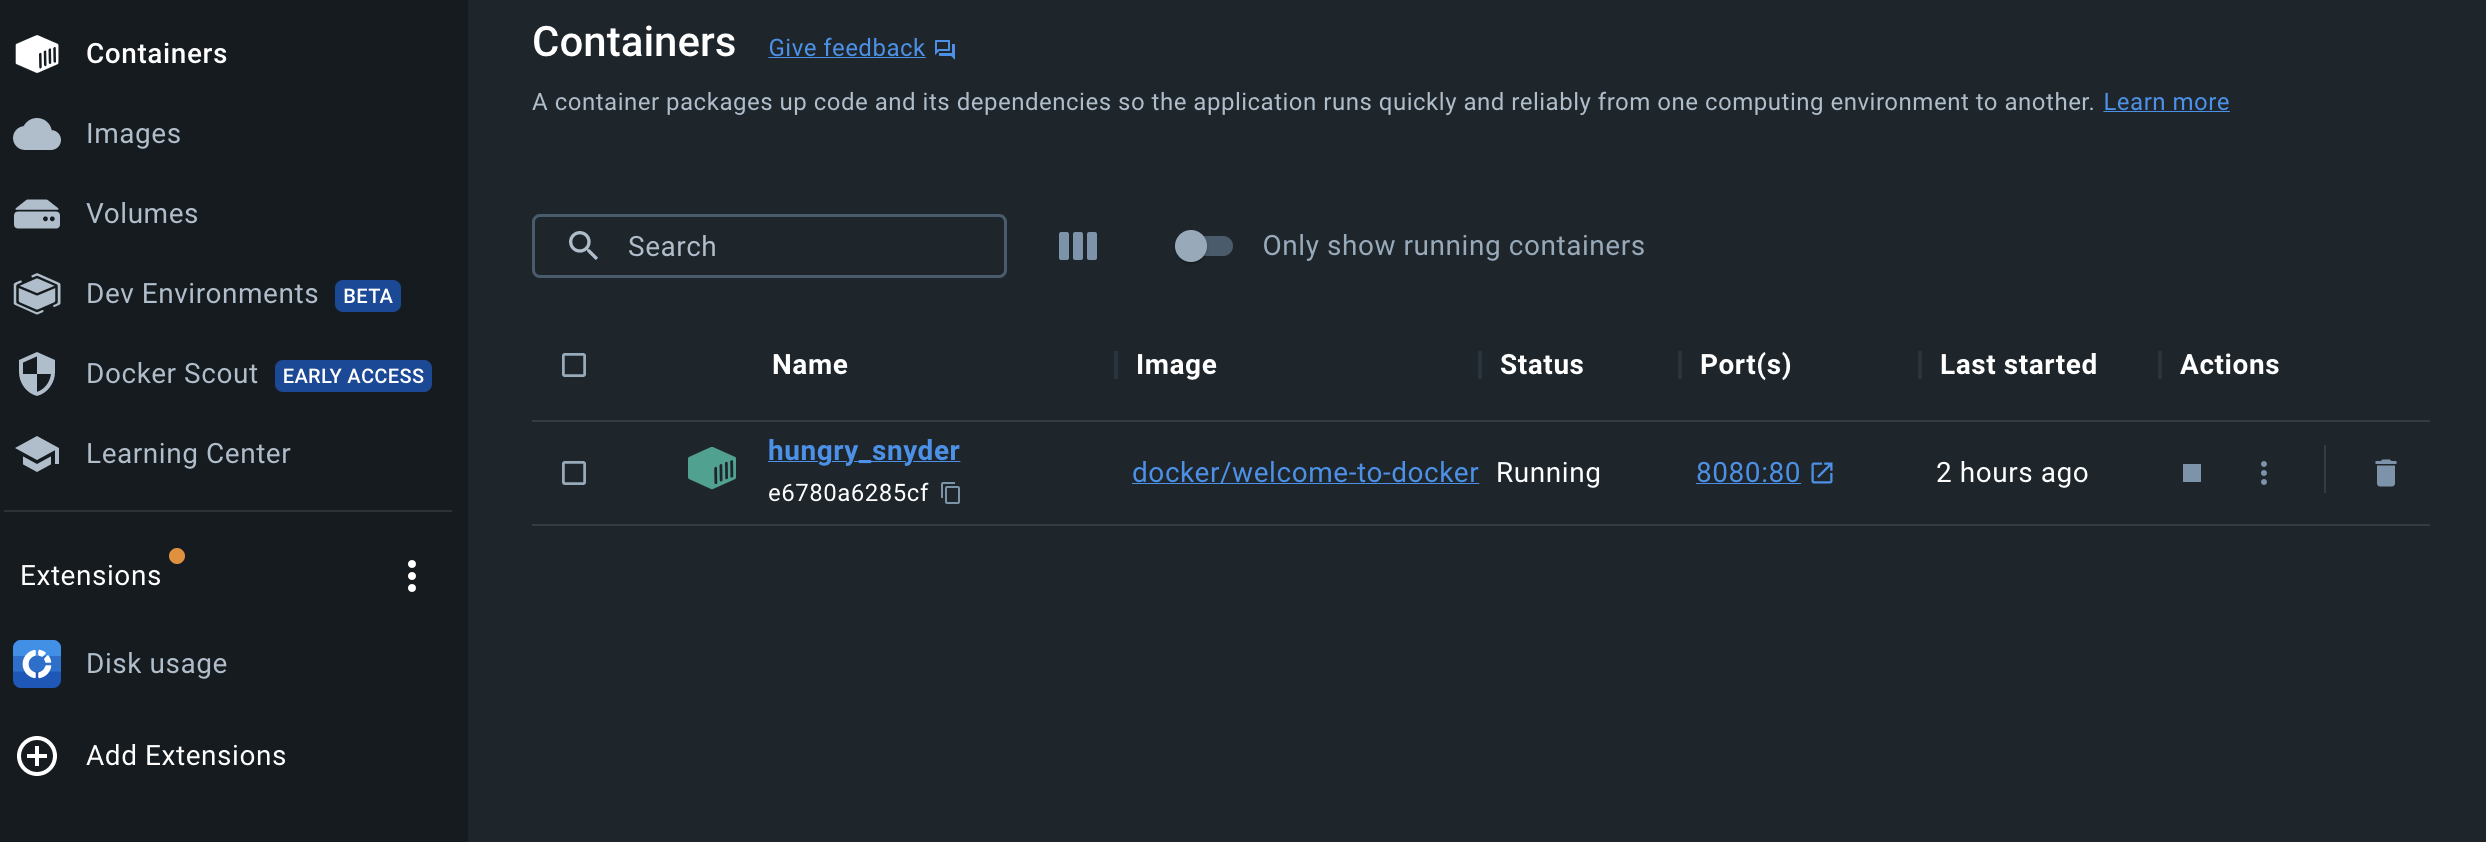 Containers
Images
Volumes
Dev Environments BETA
Docker Scout EARLY ACCESS
Learning Center
Extensions
Disk usage
Add Extensions
Containers Give feedback
A container packages up code and its dependencies so the application runs quickly and reliably from one computing environment to another. Learn more
Search Only show running containers
Name Image Status Port(s) Last started Actions
hungry_snyder
e6780a6285cf
docker/welcome-to-docker Running 8080:80 2 hours ago